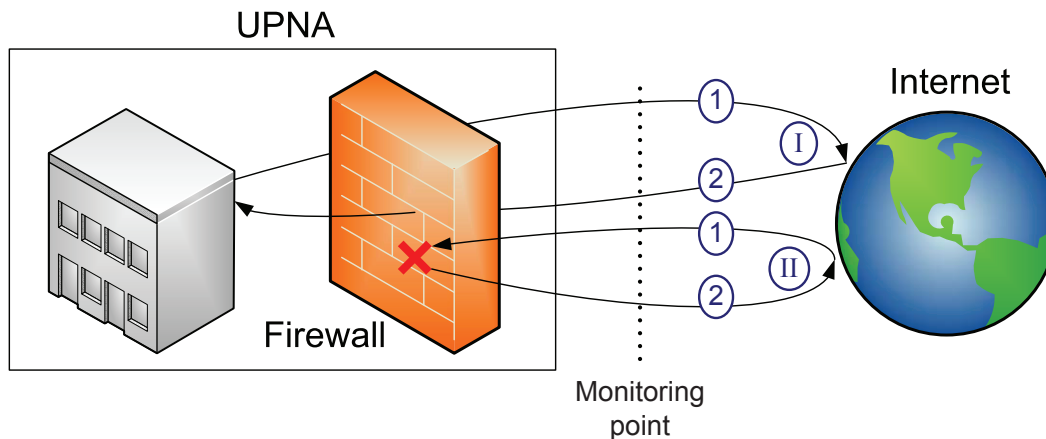 UPNA
Internet
1
I
2
1
II
2
Firewall
Monitoring
point